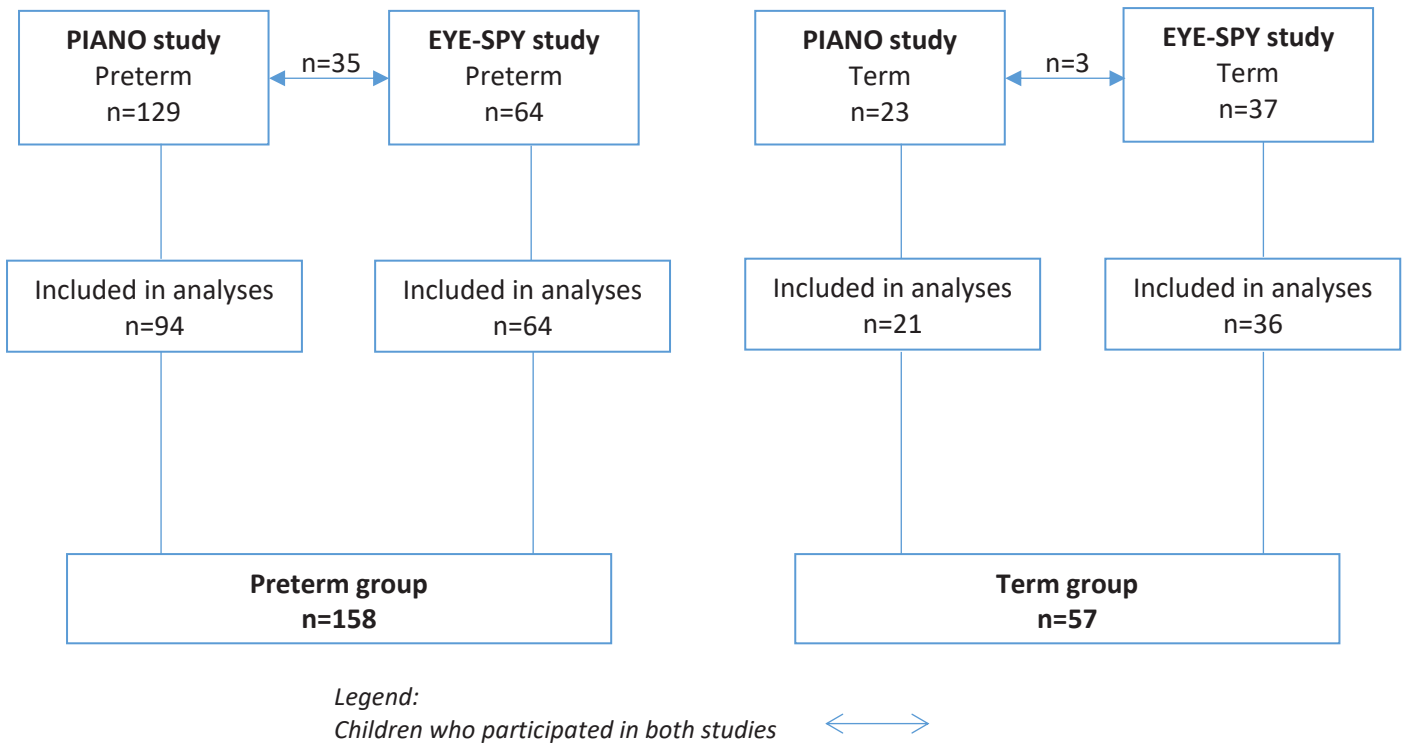 PIANO study
Preterm
n=129
n=35
EYE-SPY study
Preterm
n=64
PIANO study
Term
n=23
n=3
EYE-SPY study
Term
n=37
Included in analyses
n=94
Included in analyses
n=64
Included in analyses
n=21
Included in analyses
n=36
Preterm group
n=158
Term group
n=57
Legend:
Children who participated in both studies